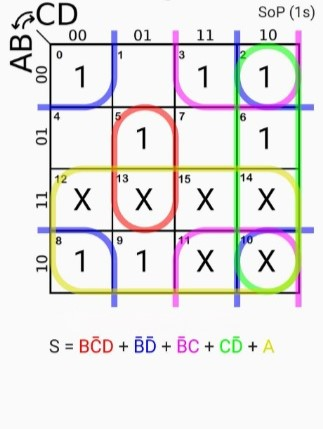 CD SoP (1s)
AB
00 01 11 10
00 0 1 1 3 1 2 1
01 4 5 1 7 6 1
11 12 X 13 X 15 X 14 X
10 8 1 9 1 11 X 10 X
S = BC̄D + B̄D̄ + B̄C + CD̄ + A